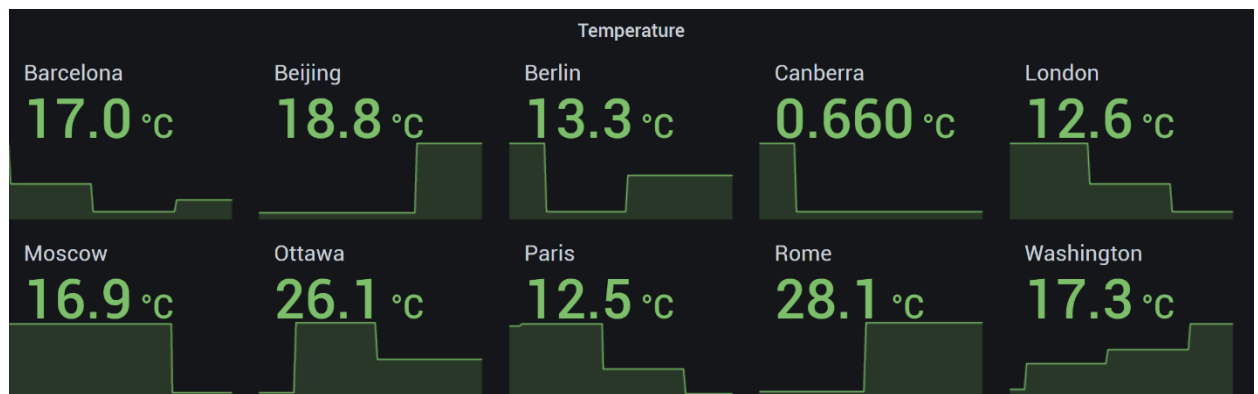 Temperature
Barcelona Beijing Berlin Canberra London
17.0 °C 18.8 °C 13.3 °C 0.660 °C 12.6 °C
Moscow Ottawa Paris Rome Washington
16.9 °C 26.1 °C 12.5 °C 28.1 °C 17.3 °C